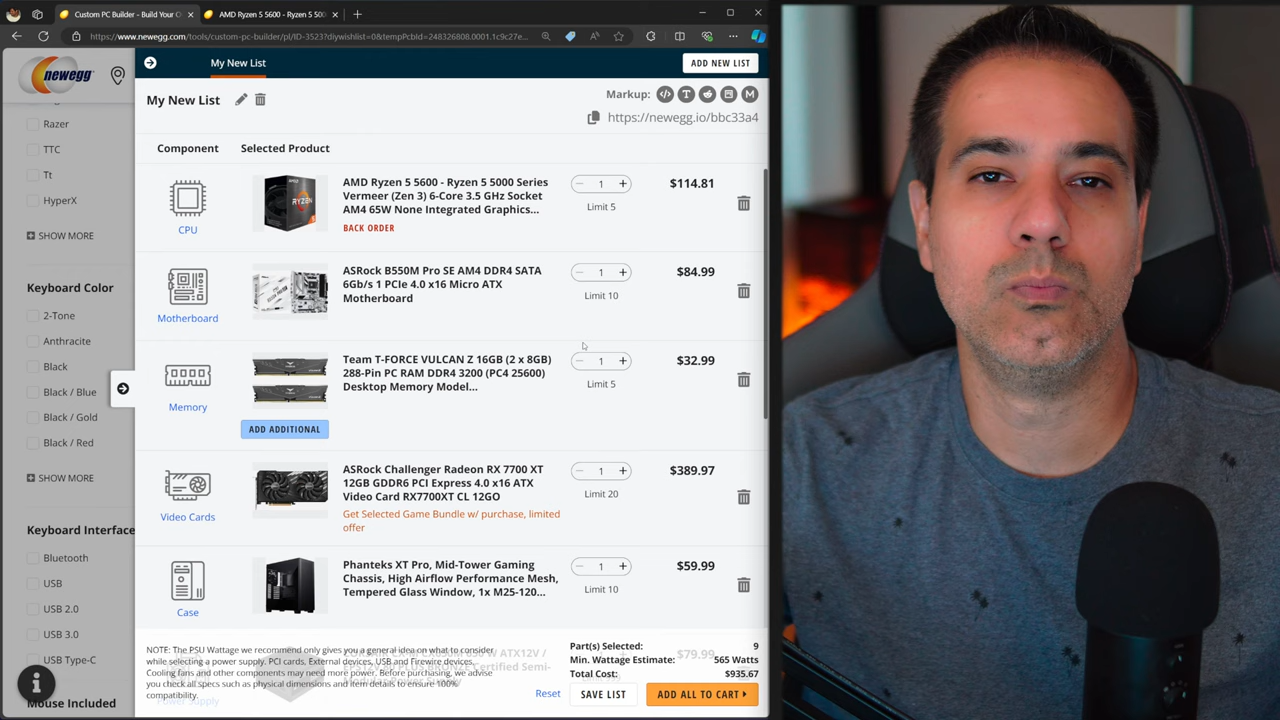 Custom PC Builder - Build Your C
AMD Ryzen 5 5600 - Ryzen 5 500
https://www.newegg.com/tools/custom-pc-builder/pl/ID-3523?diywishlist=0&tempPcbId=248326808.0001.1c9c27e...
newegg
My New List
ADD NEW LIST
My New List
Markup:
https://newegg.io/bbc33a4
Component
Selected Product
CPU
RYZEN
AMD Ryzen 5 5600 - Ryzen 5 5000 Series
Vermeer (Zen 3) 6-Core 3.5 GHz Socket
AM4 65W None Integrated Graphics...
BACK ORDER
1
Limit 5
$114.81
Motherboard
ASRock B550M Pro SE AM4 DDR4 SATA
6Gb/s 1 PCIe 4.0 x16 Micro ATX
Motherboard
1
Limit 10
$84.99
Memory
Team T-FORCE VULCAN Z 16GB (2 x 8GB)
288-Pin PC RAM DDR4 3200 (PC4 25600)
Desktop Memory Model...
1
Limit 5
$32.99
ADD ADDITIONAL
Video Cards
ASRock Challenger Radeon RX 7700 XT
12GB GDDR6 PCI Express 4.0 x16 ATX
Video Card RX7700XT CL 12GO
Get Selected Game Bundle w/ purchase, limited
offer
1
Limit 20
$389.97
Case
Phanteks XT Pro, Mid-Tower Gaming
Chassis, High Airflow Performance Mesh,
Tempered Glass Window, 1x M25-120...
1
Limit 10
$59.99
Razer
TTC
Tt
HyperX
SHOW MORE
Keyboard Color
2-Tone
Anthracite
Black
Black / Blue
Black / Gold
Black / Red
SHOW MORE
Keyboard Interface
Bluetooth
USB
USB 2.0
USB 3.0
USB Type-C
Mouse Included
NOTE: The PSU Wattage we recommend only gives you a general idea on what to consider
while selecting a power supply. PCI cards, External devices, USB and Firewire devices,
Cooling fans and other components may need more power. Beforehand, we advise
you check all specs such as physical dimensions and item details to ensure 100%
compatibility.
Power Supply
$79.99
Part(s) Selected: 9
Min. Wattage Estimate: 565 Watts
Total Cost: $935.67
Reset
SAVE LIST
ADD ALL TO CART